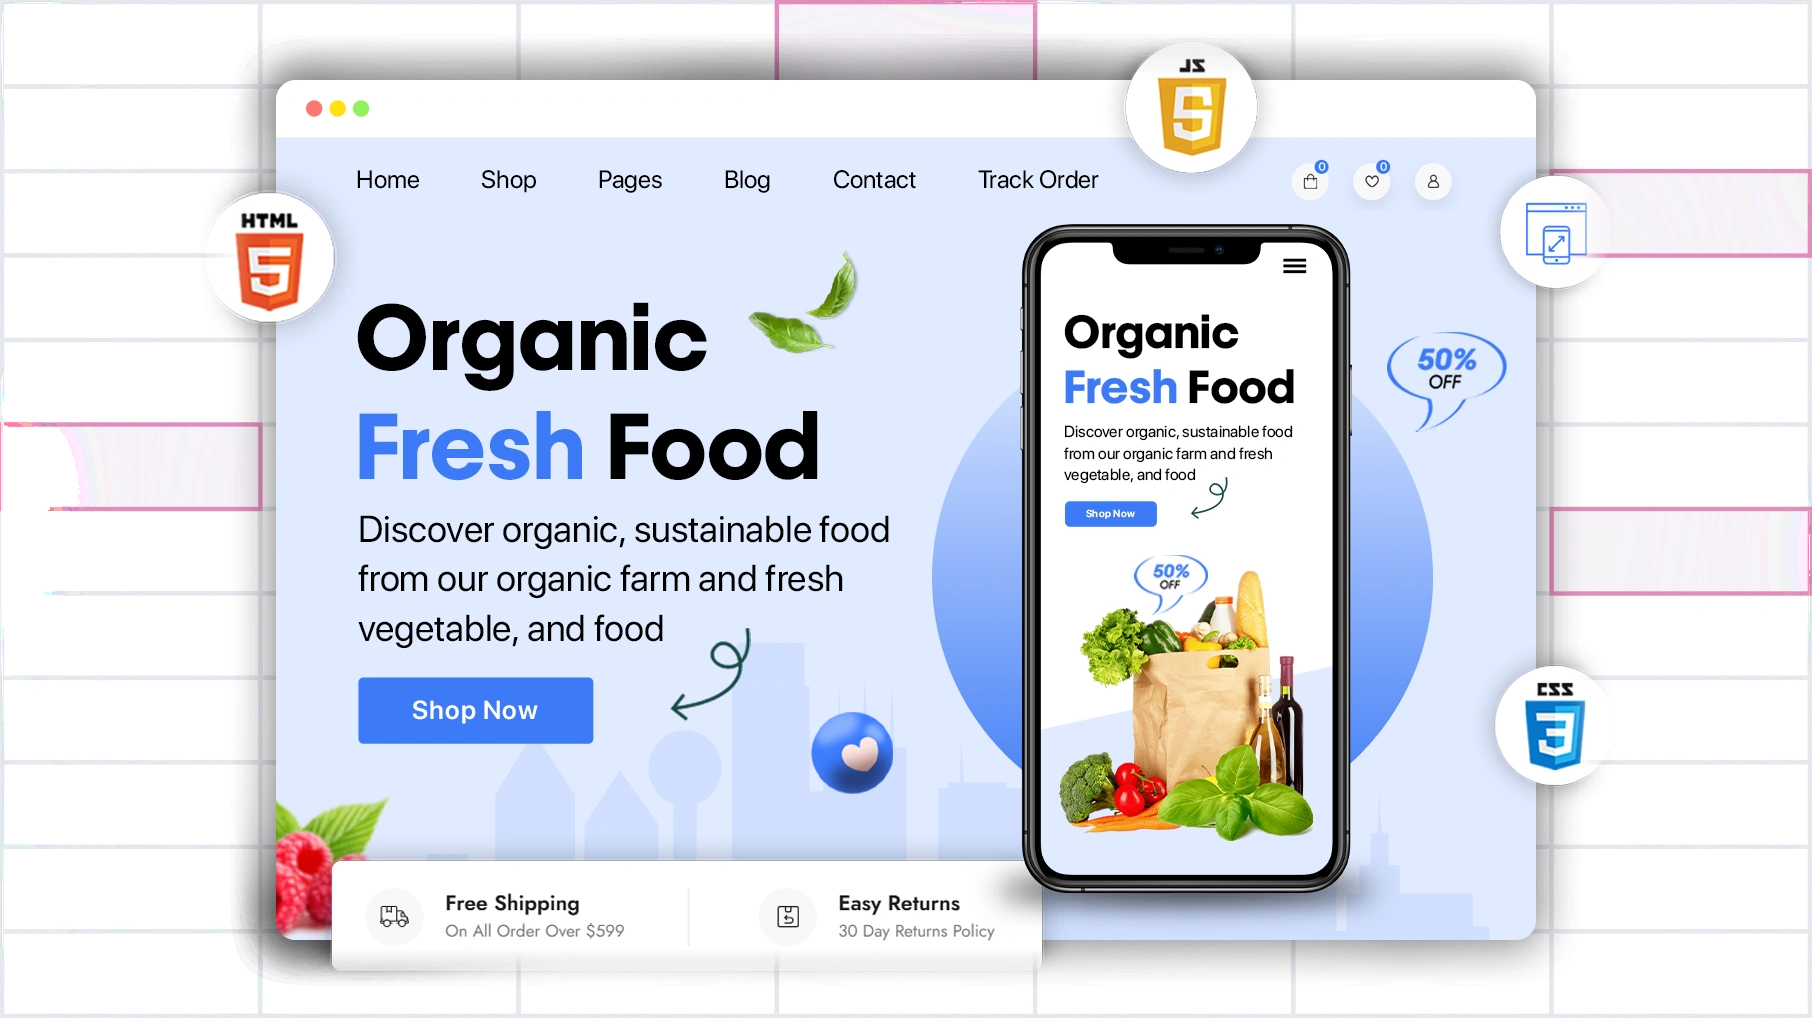 JS
5
Home Shop Pages Blog Contact Track Order
0 0
HTML
5
Organic
Fresh Food
Discover organic, sustainable food
from our organic farm and fresh
vegetable, and food
Shop Now
Organic
Fresh Food
Discover organic, sustainable food
from our organic farm and fresh
vegetable, and food
Shop Now
50%
OFF
50%
OFF
CSS
3
Free Shipping
On All Order Over $599
Easy Returns
30 Day Returns Policy